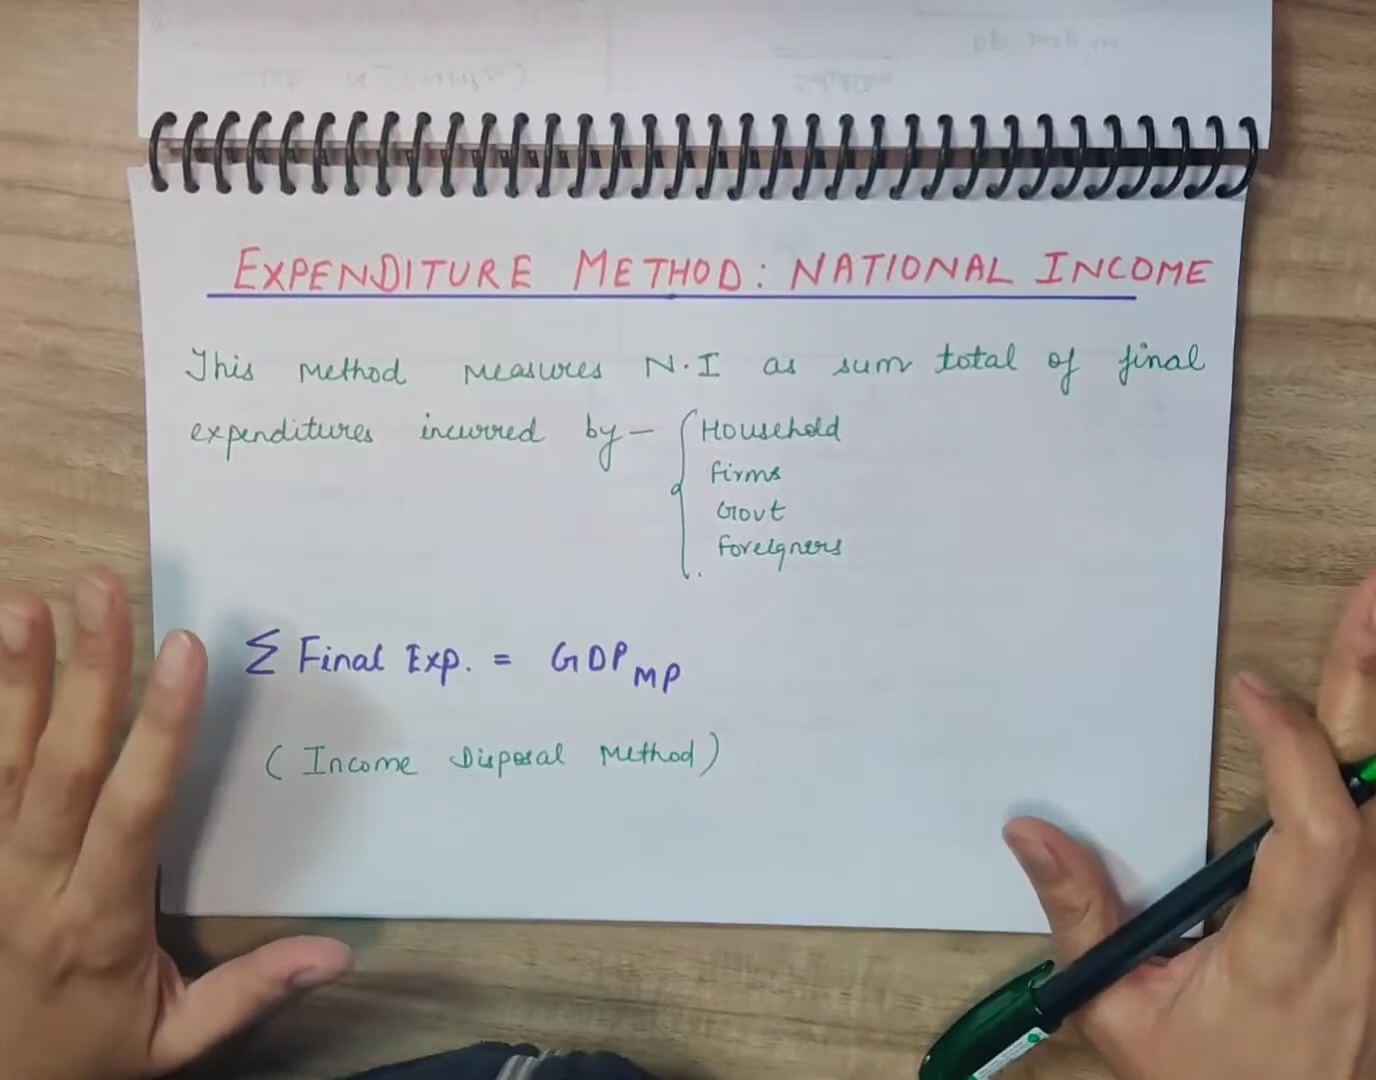 EXPENDITURE METHOD: NATIONAL INCOME
This method measures N.I as sum total of final
expenditures incurred by — Household
firms
Govt
foreigners
Σ Final Exp. = GDP MP
(Income Disposal Method)